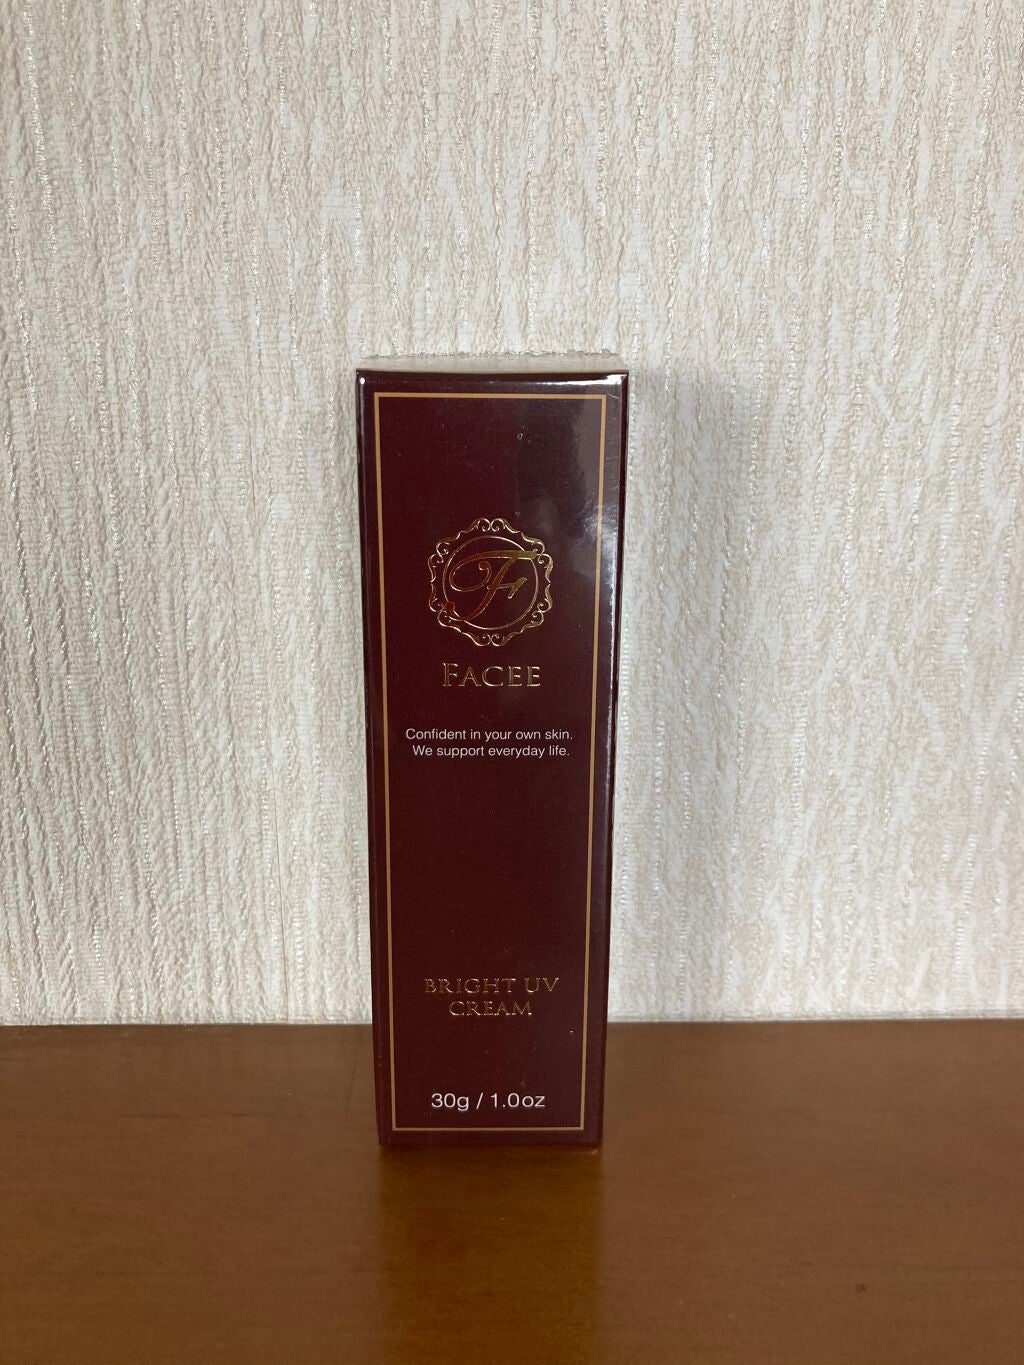 F
FACEE
Confident in your own skin.
We support everyday life.
BRIGHT UV
CREAM
30g / 1.0oz